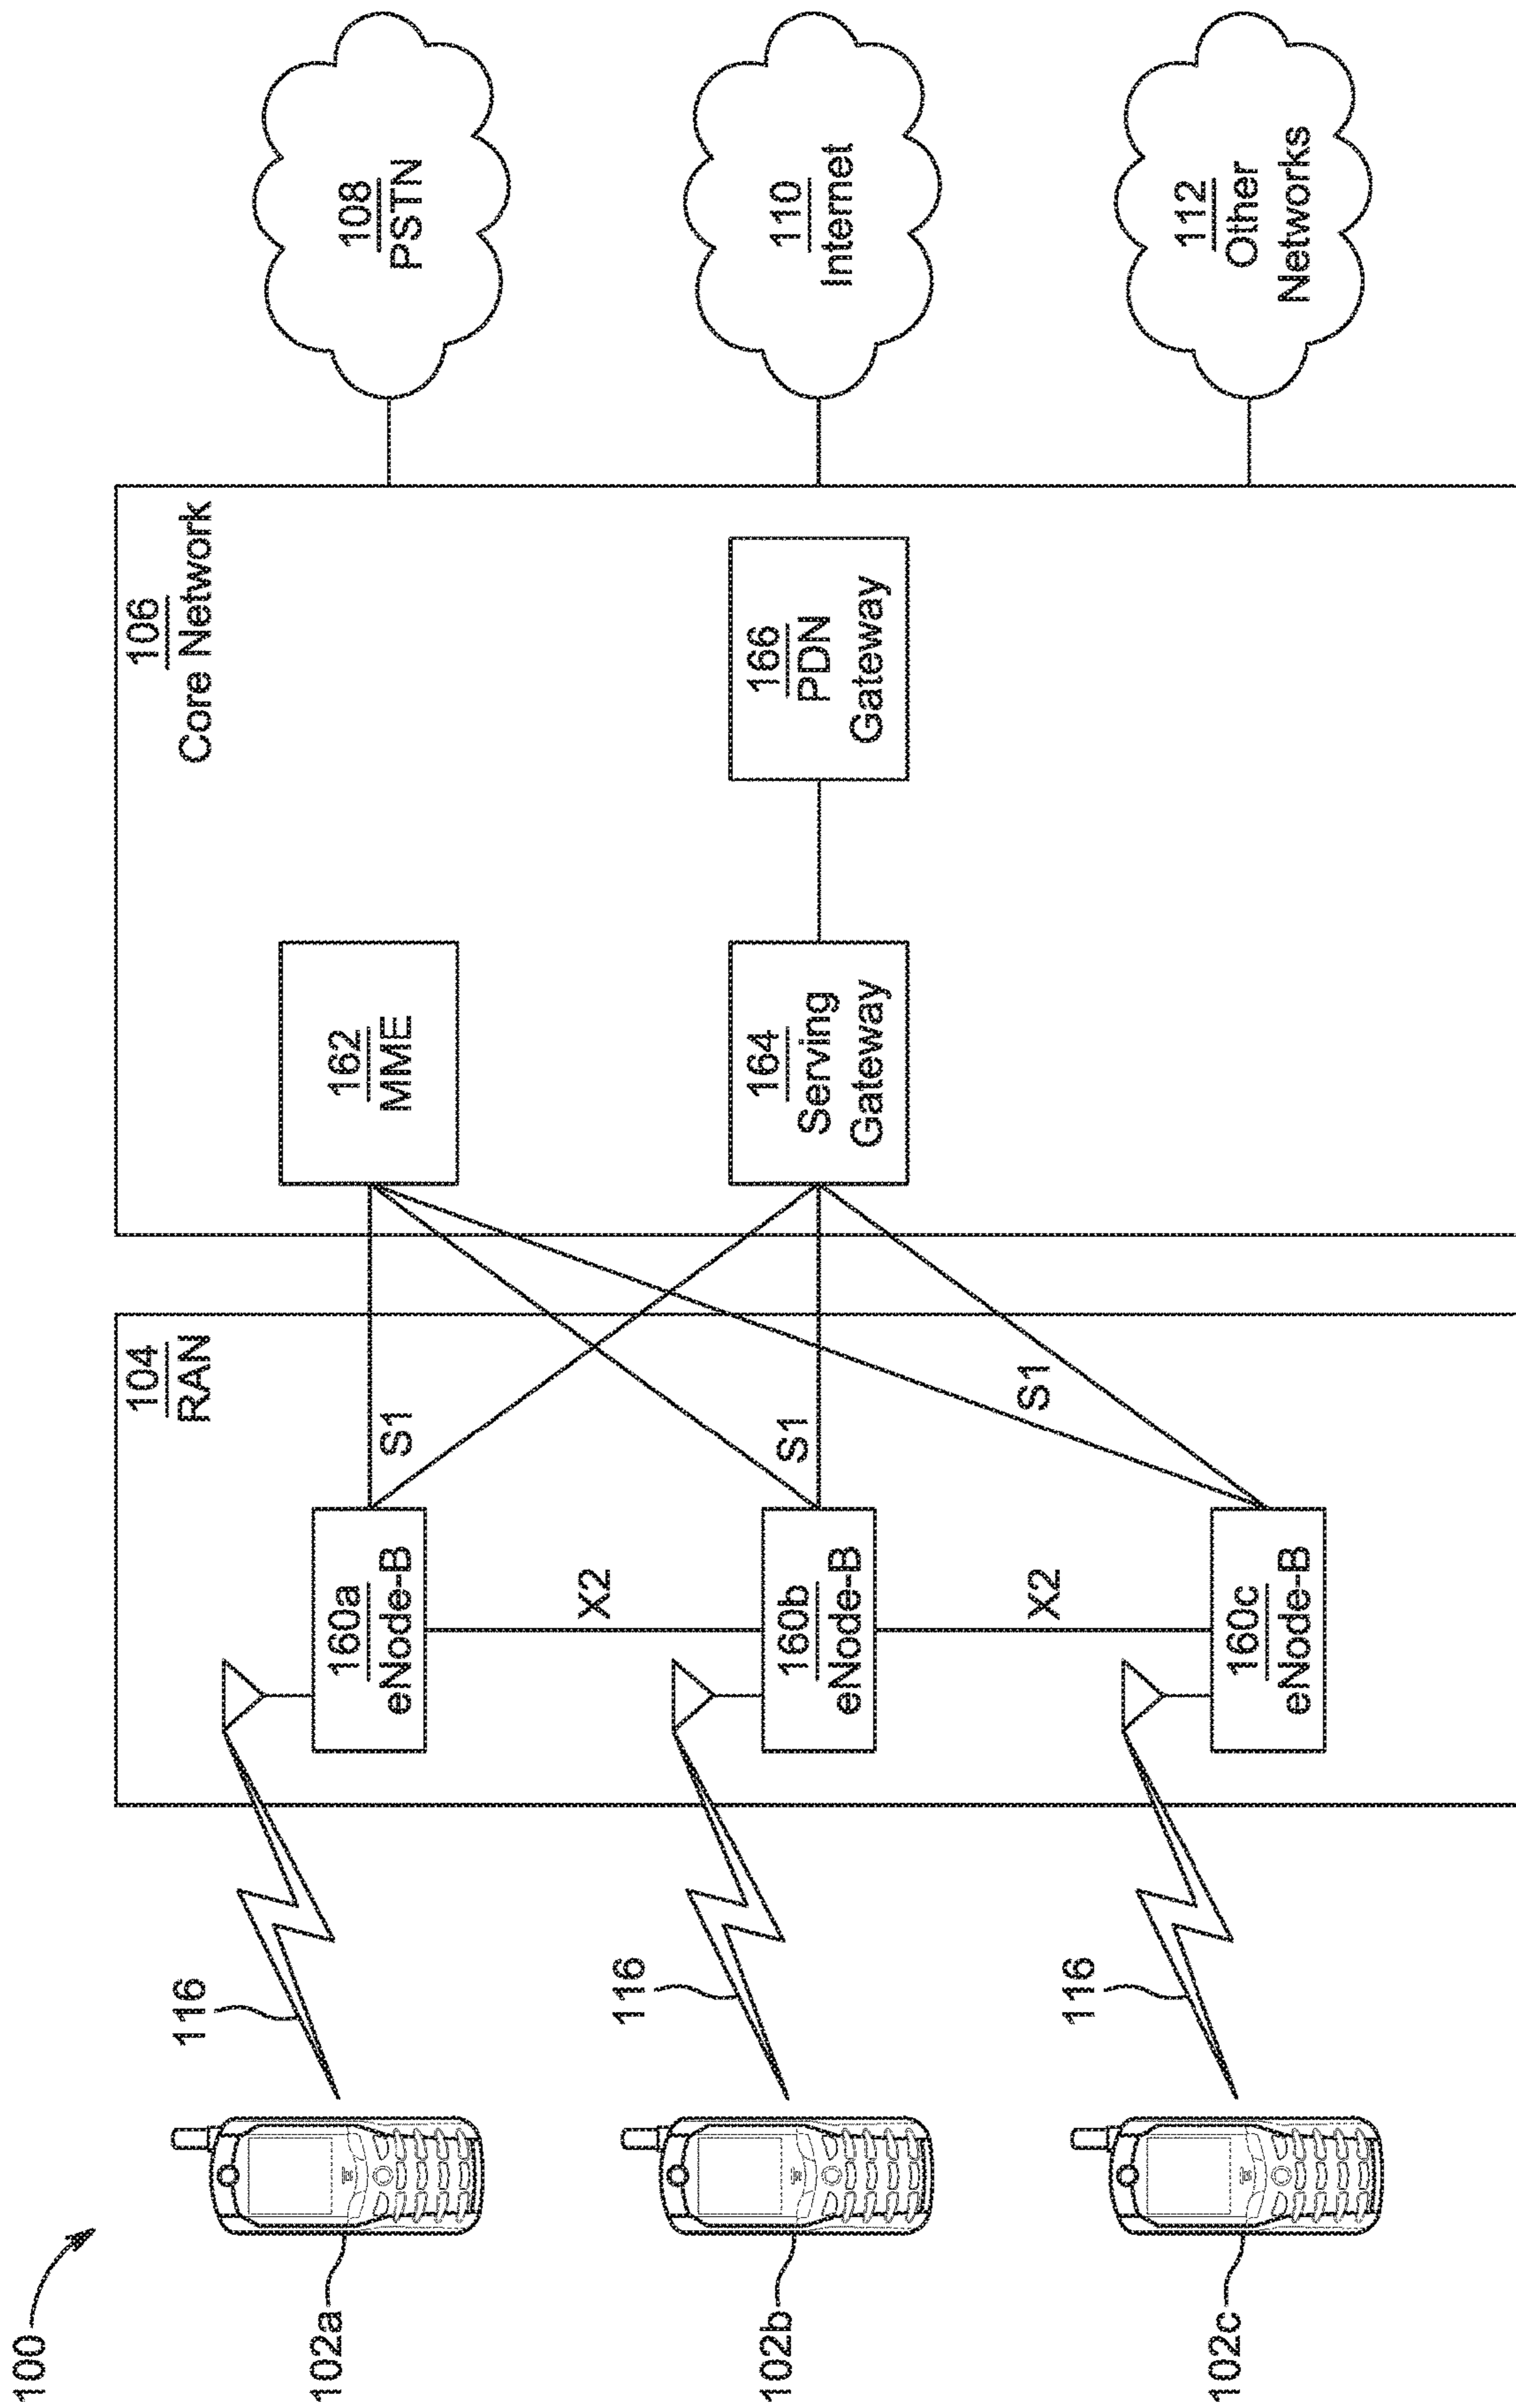 100
102a
102b
102c
116
116
116
104
RAN
160a
eNode-B
160b
eNode-B
160c
eNode-B
X2
X2
S1
S1
S1
106
Core Network
162
MME
164
Serving
Gateway
166
PDN
Gateway
108
PSTN
110
Internet
112
Other
Networks